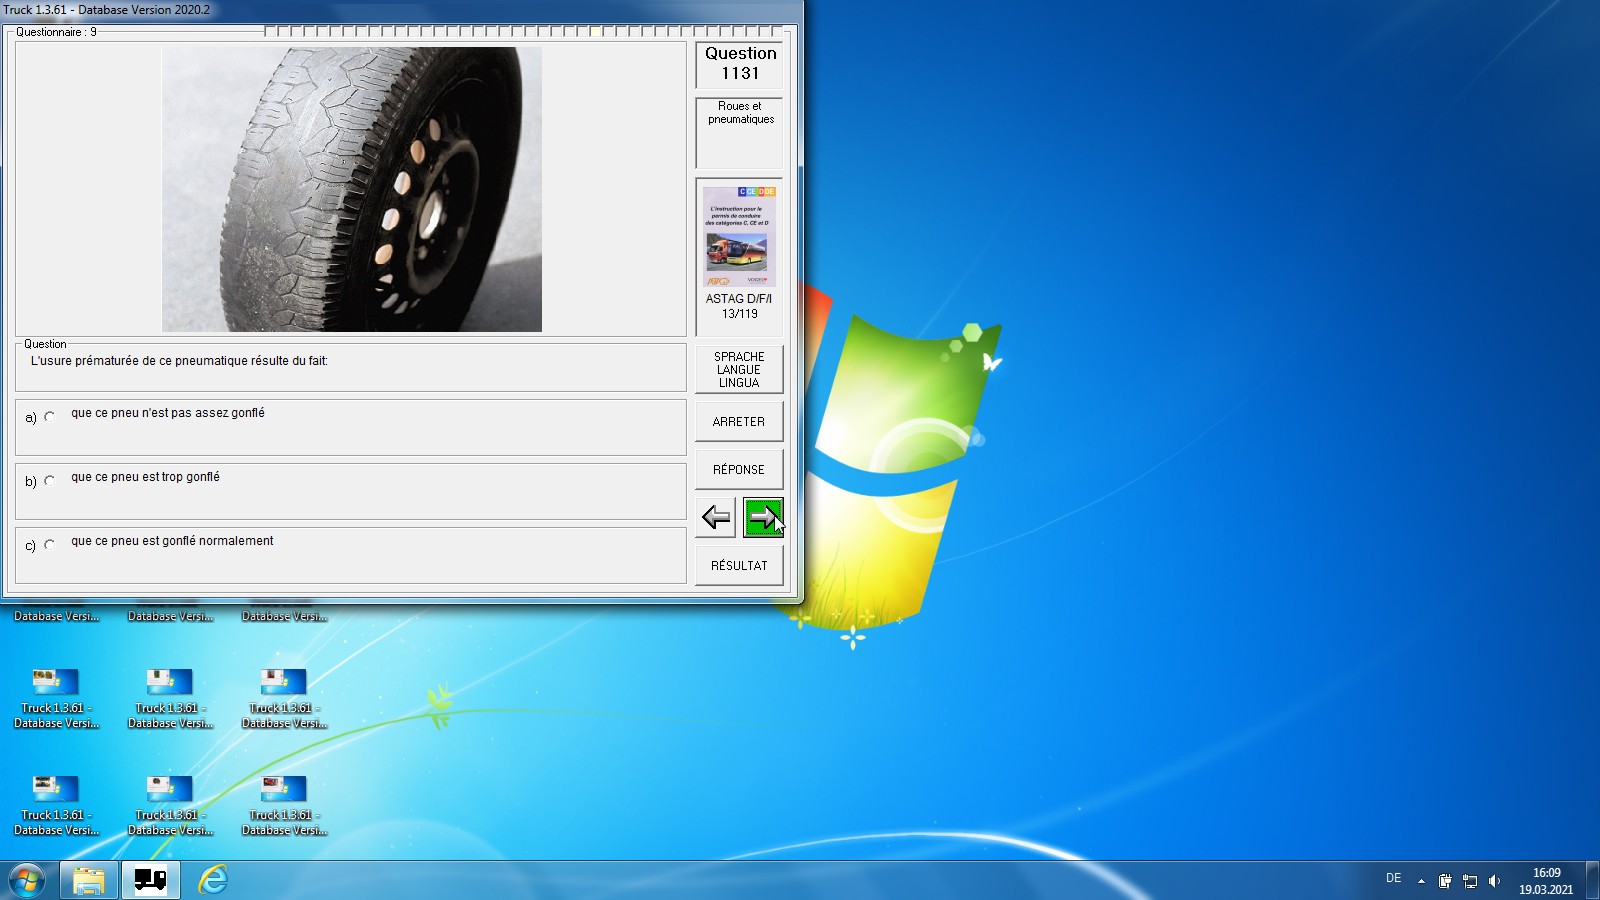 Truck 1.3.61 - Database Version 2020.2
Questionnaire : 9
Question
1131
Roues et
pneumatiques
C CE D DE
L'instruction pour le
permis de conduire
des catégories C, CE et D
ASTAG D/F/I
13/119
Question
L'usure prématurée de ce pneumatique résulte du fait:
a) que ce pneu n'est pas assez gonflé
b) que ce pneu est trop gonflé
c) que ce pneu est gonflé normalement
SPRACHE
LANGUE
LINGUA
ARRETER
RÉPONSE
RÉSULTAT
Database Versi...
Database Versi...
Database Versi...
Truck 1.3.61 -
Database Versi...
Truck 1.3.61 -
Database Versi...
Truck 1.3.61 -
Database Versi...
Truck 1.3.61 -
Database Versi...
Truck 1.3.61 -
Database Versi...
Truck 1.3.61 -
Database Versi...
DE
16:09
19.03.2021